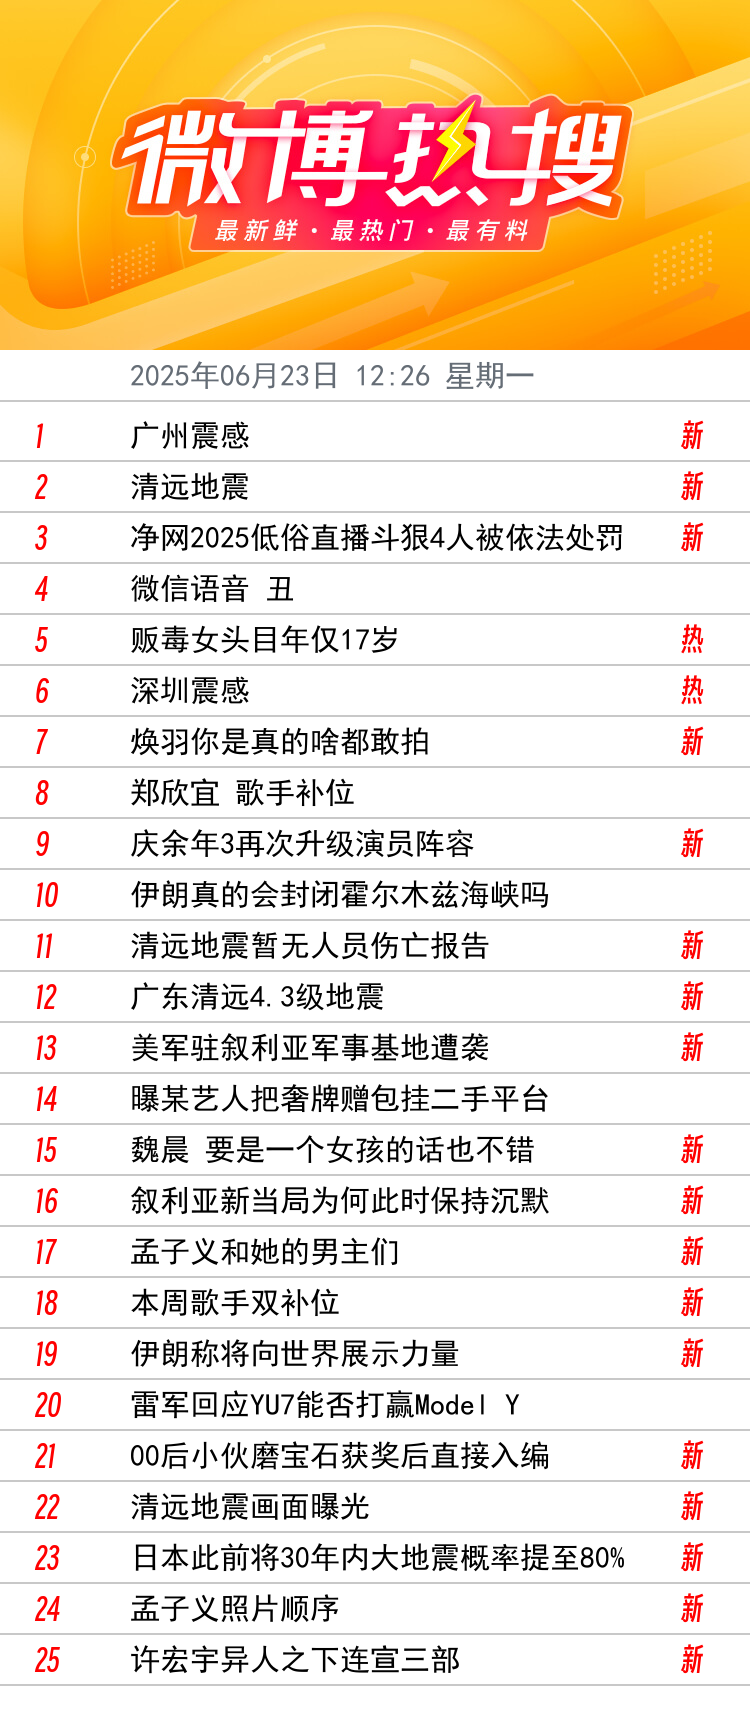 微博热搜
最新鲜·最热门·最有料
2025年06月23日 12:26 星期一
1 广州震感 新
2 清远地震 新
3 净网2025低俗直播斗狠4人被依法处罚 新
4 微信语音 丑
5 贩毒女头目年仅17岁 热
6 深圳震感 热
7 焕羽你是真的啥都敢拍 新
8 郑欣宜 歌手补位
9 庆余年3再次升级演员阵容 新
10 伊朗真的会封闭霍尔木兹海峡吗
11 清远地震暂无人员伤亡报告 新
12 广东清远4.3级地震 新
13 美军驻叙利亚军事基地遭袭 新
14 曝某艺人把奢牌赠包挂二手平台
15 魏晨 要是一个女孩的话也不错 新
16 叙利亚新当局为何此时保持沉默 新
17 孟子义和她的男主们 新
18 本周歌手双补位 新
19 伊朗称将向世界展示力量 新
20 雷军回应YU7能否打赢Model Y
21 00后小伙磨宝石获奖后直接入编 新
22 清远地震画面曝光 新
23 日本此前将30年内大地震概率提至80% 新
24 孟子义照片顺序 新
25 许宏宇异人之下连宣三部 新